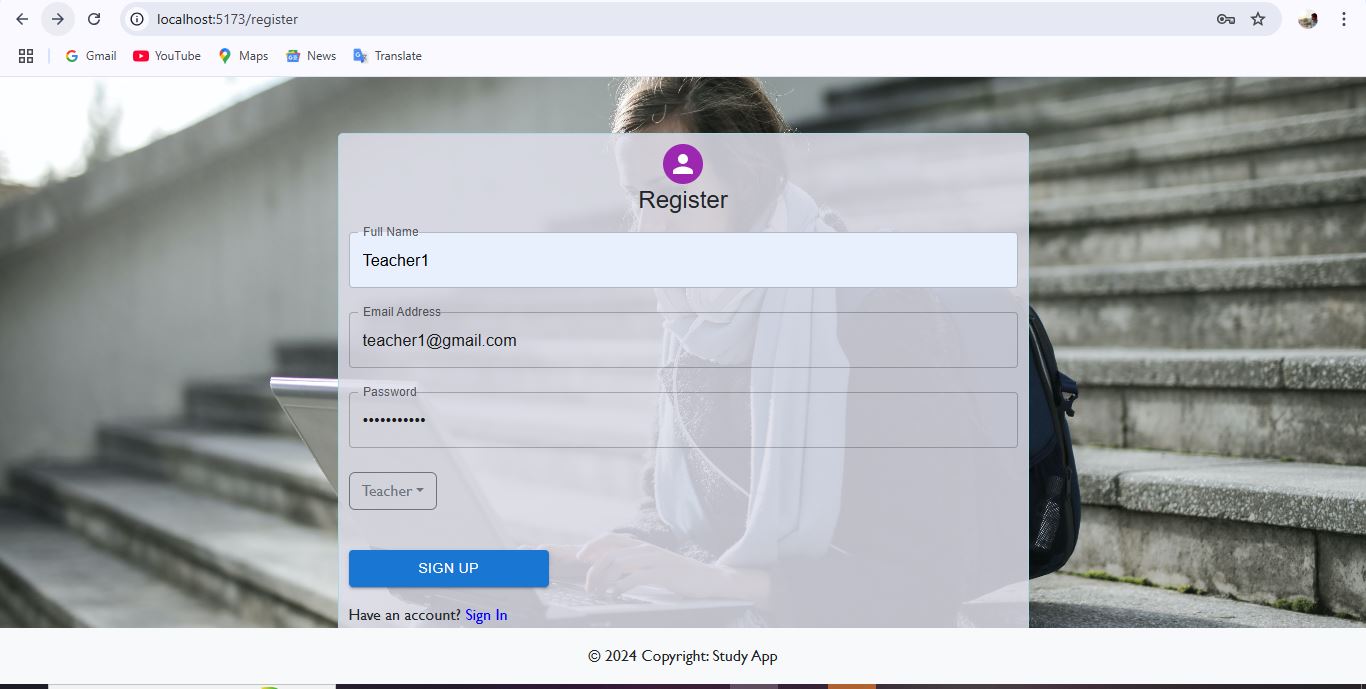 localhost:5173/register
Gmail YouTube Maps News Translate
Register
Full Name
Teacher1
Email Address
teacher1@gmail.com
Password
•••••••••••
Teacher
SIGN UP
Have an account? Sign In
© 2024 Copyright: Study App